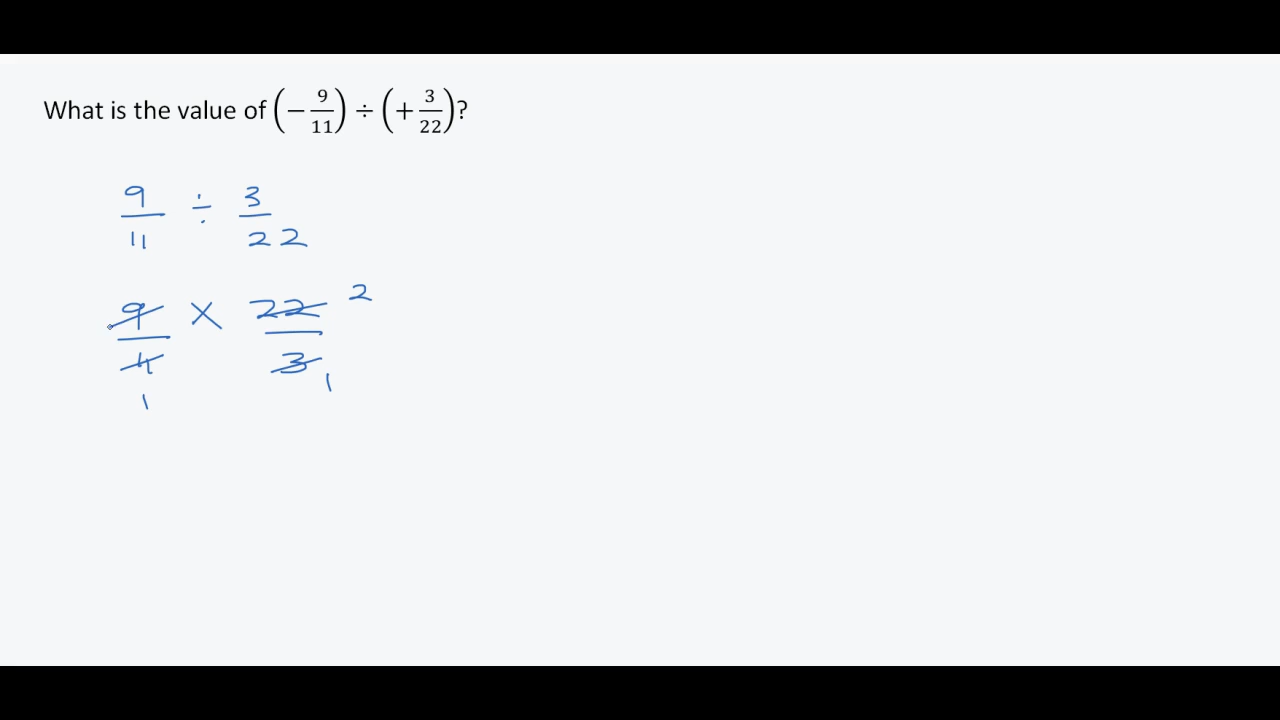 What is the value of (−9/11) ÷ (+3/22)?
9/11 ÷ 3/22
9/11 × 22/3 2
1
1